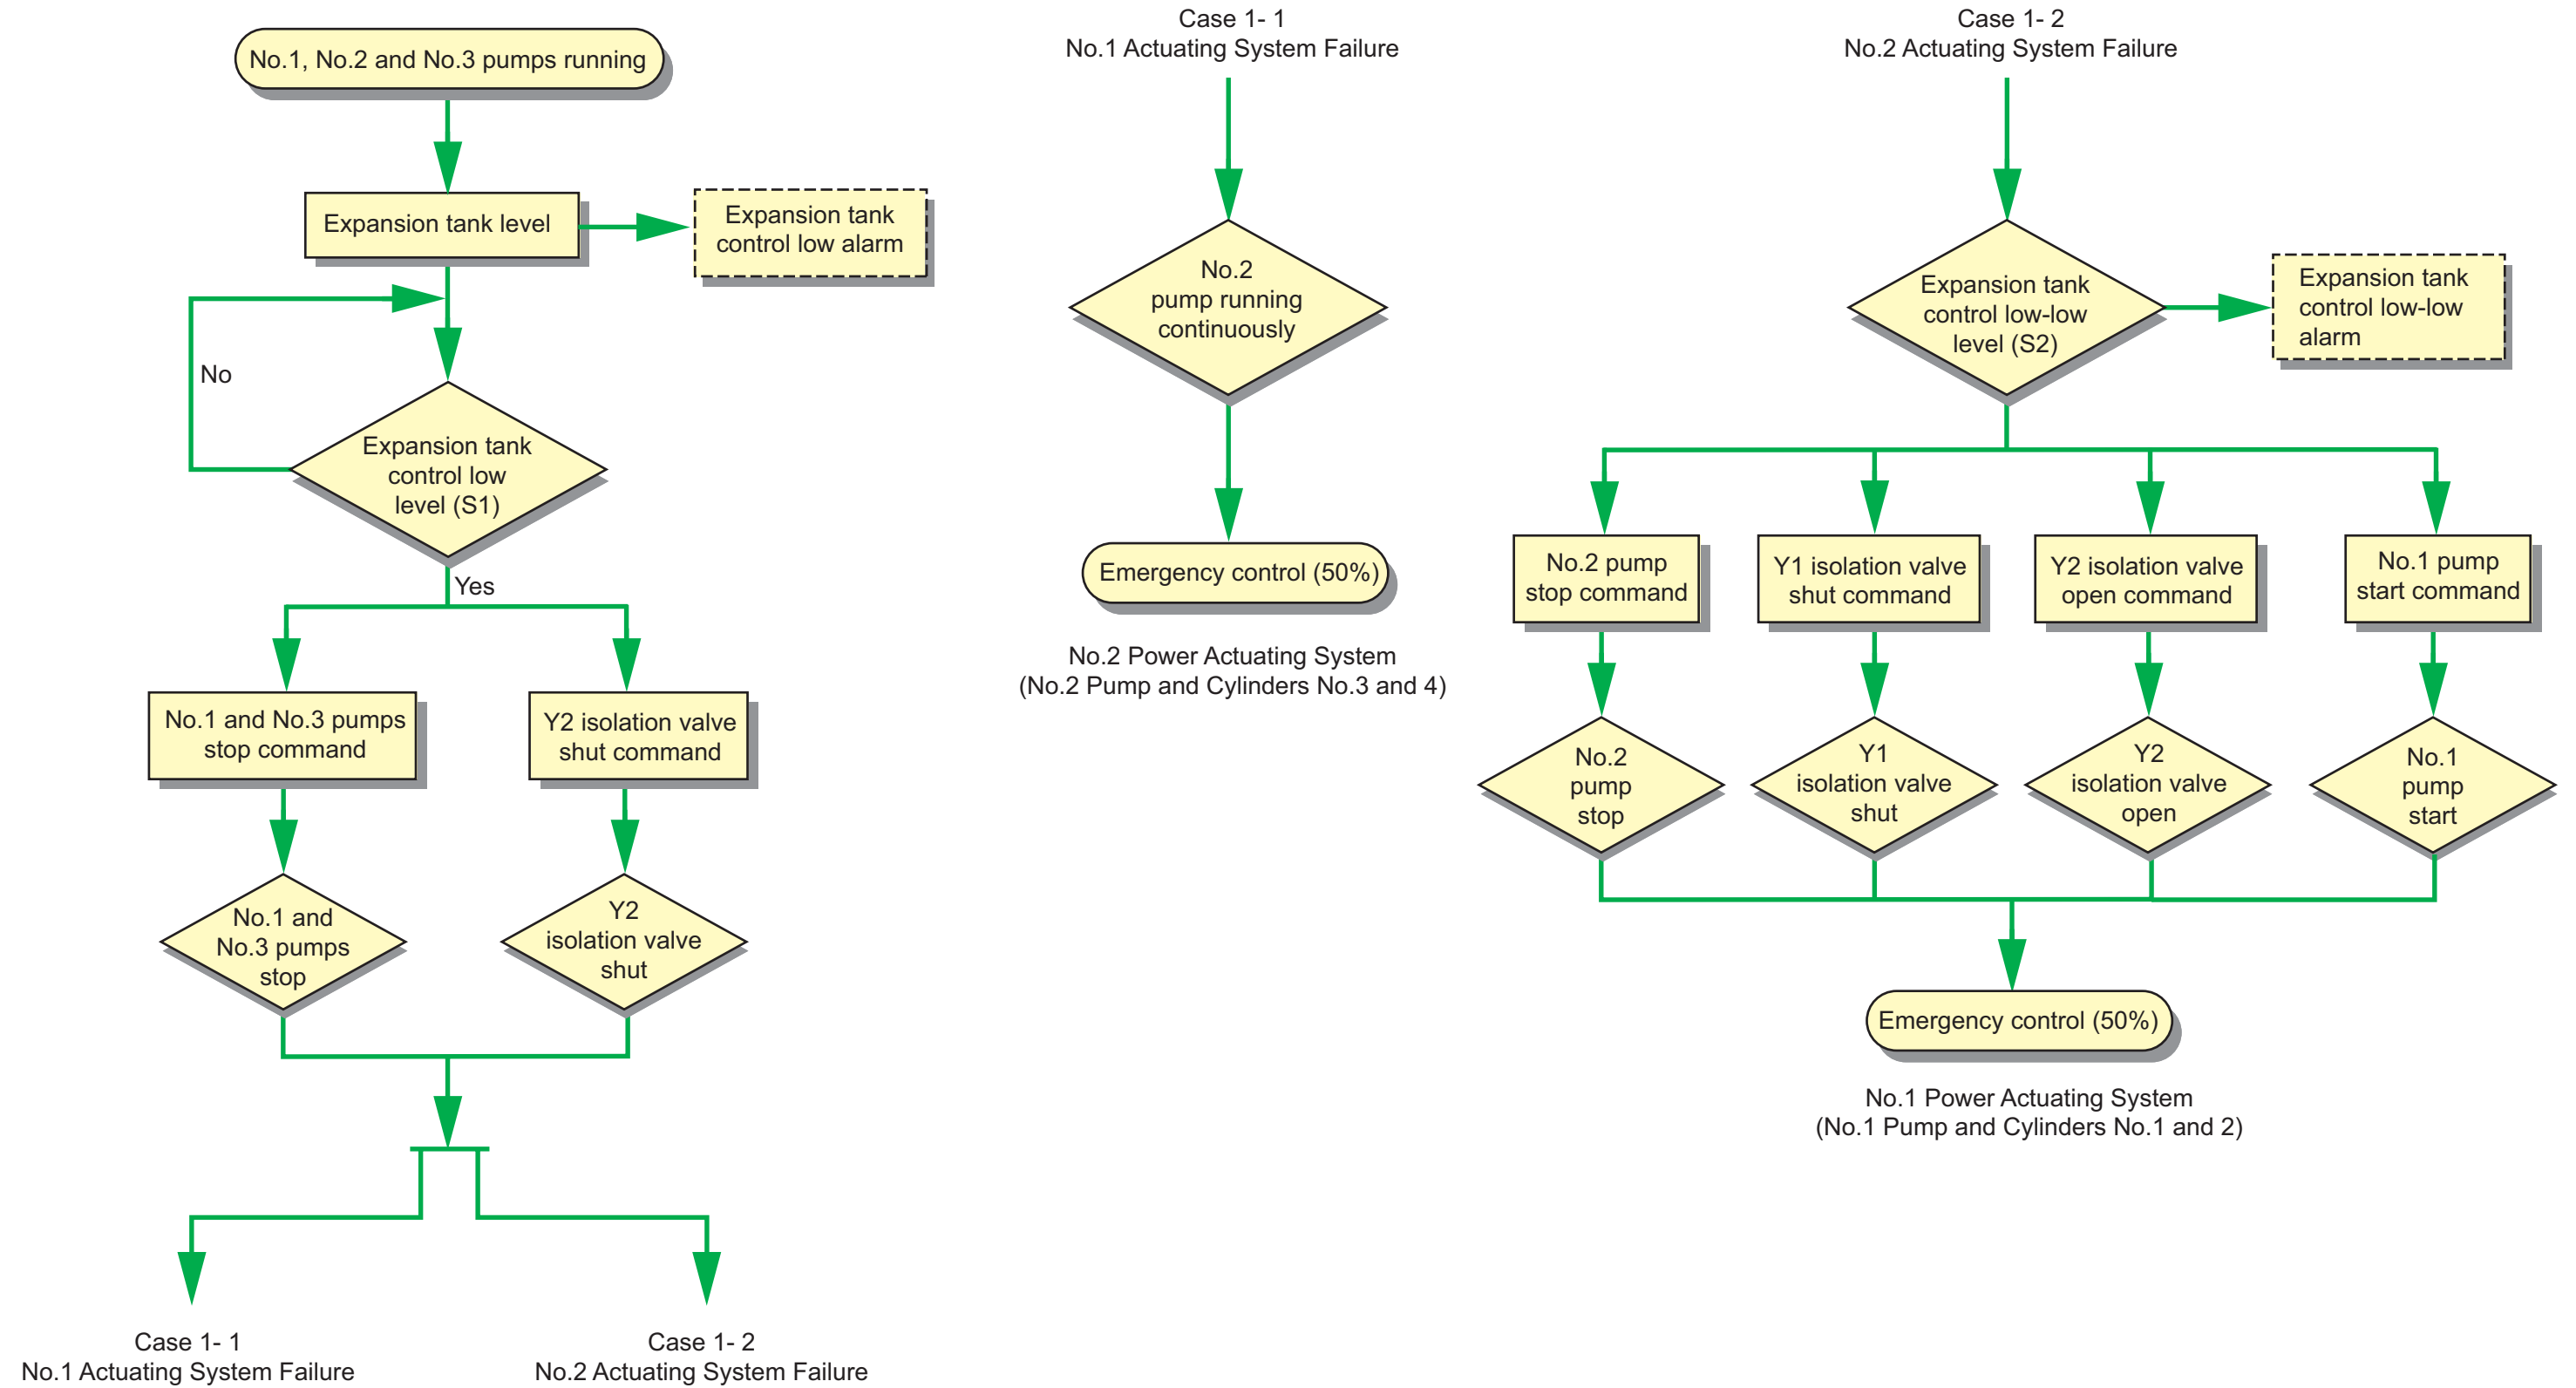 No.1, No.2 and No.3 pumps running
Expansion tank level
Expansion tank
control low alarm
No
Expansion tank
control low
level (S1)
Yes
No.1 and No.3 pumps
stop command
Y2 isolation valve
shut command
No.1 and
No.3 pumps
stop
Y2
isolation valve
shut
Case 1- 1
No.1 Actuating System Failure
Case 1- 2
No.2 Actuating System Failure
Case 1- 1
No.1 Actuating System Failure
No.2
pump running
continuously
Emergency control (50%)
No.2 Power Actuating System
(No.2 Pump and Cylinders No.3 and 4)
Case 1- 2
No.2 Actuating System Failure
Expansion tank
control low-low
level (S2)
Expansion tank
control low-low
alarm
No.2 pump
stop command
Y1 isolation valve
shut command
Y2 isolation valve
open command
No.1 pump
start command
No.2
pump
stop
Y1
isolation valve
shut
Y2
isolation valve
open
No.1
pump
start
Emergency control (50%)
No.1 Power Actuating System
(No.1 Pump and Cylinders No.1 and 2)